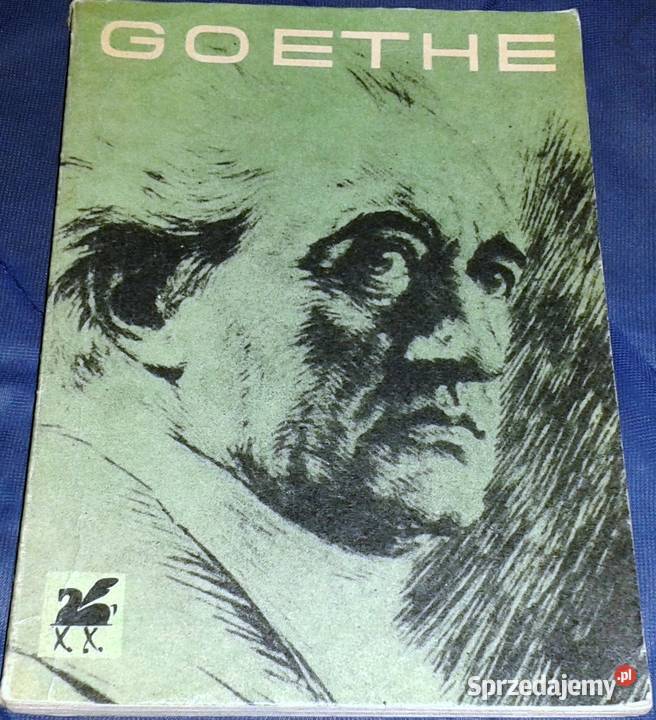 GOETHE
X. X.
Sprzedajemy.pl